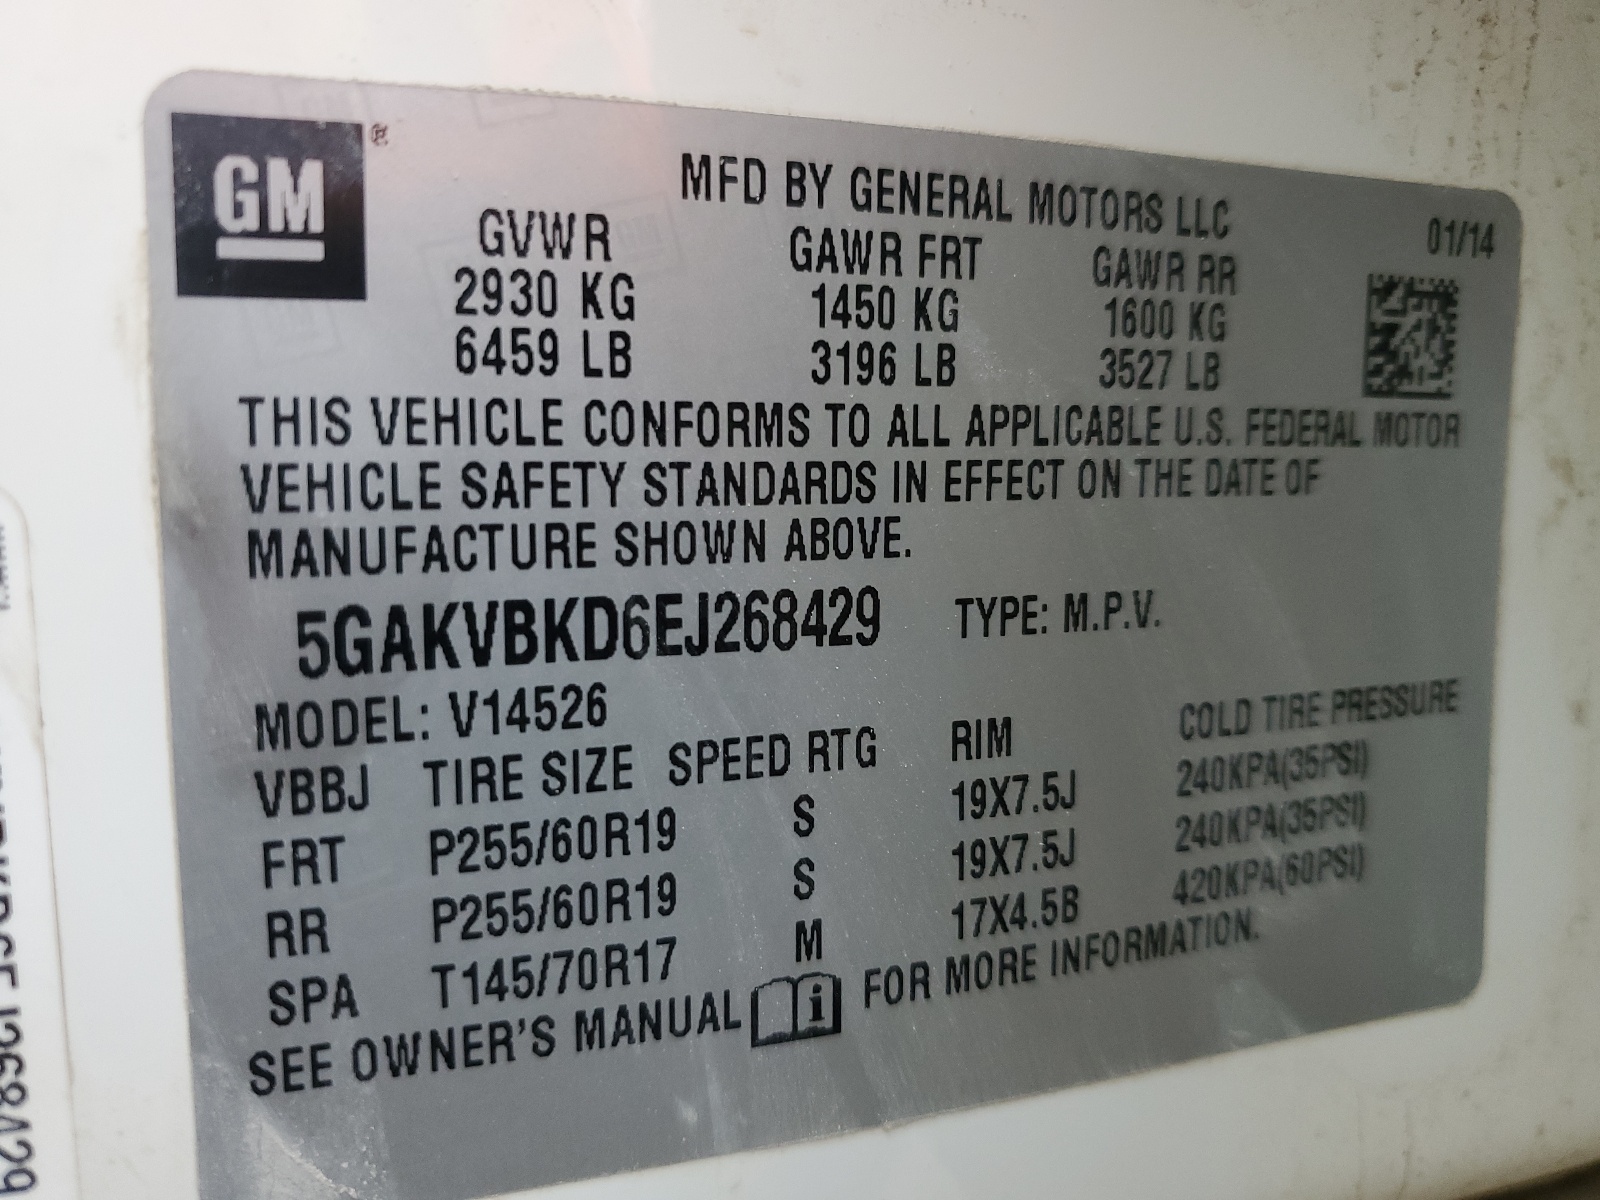 GM ®
MFD BY GENERAL MOTORS LLC
01/14
GVWR GAWR FRT GAWR RR
2930 KG 1450 KG 1600 KG
6459 LB 3196 LB 3527 LB
THIS VEHICLE CONFORMS TO ALL APPLICABLE U.S. FEDERAL MOTOR
VEHICLE SAFETY STANDARDS IN EFFECT ON THE DATE OF
MANUFACTURE SHOWN ABOVE.
5GAKVBKD6EJ268429 TYPE: M.P.V.
MODEL: V14526
VBBJ TIRE SIZE SPEED RTG RIM COLD TIRE PRESSURE
FRT P255/60R19 S 19X7.5J 240KPA(35PSI)
RR P255/60R19 S 19X7.5J 240KPA(35PSI)
SPA T145/70R17 M 17X4.5B 420KPA(60PSI)
SEE OWNER'S MANUAL i FOR MORE INFORMATION.